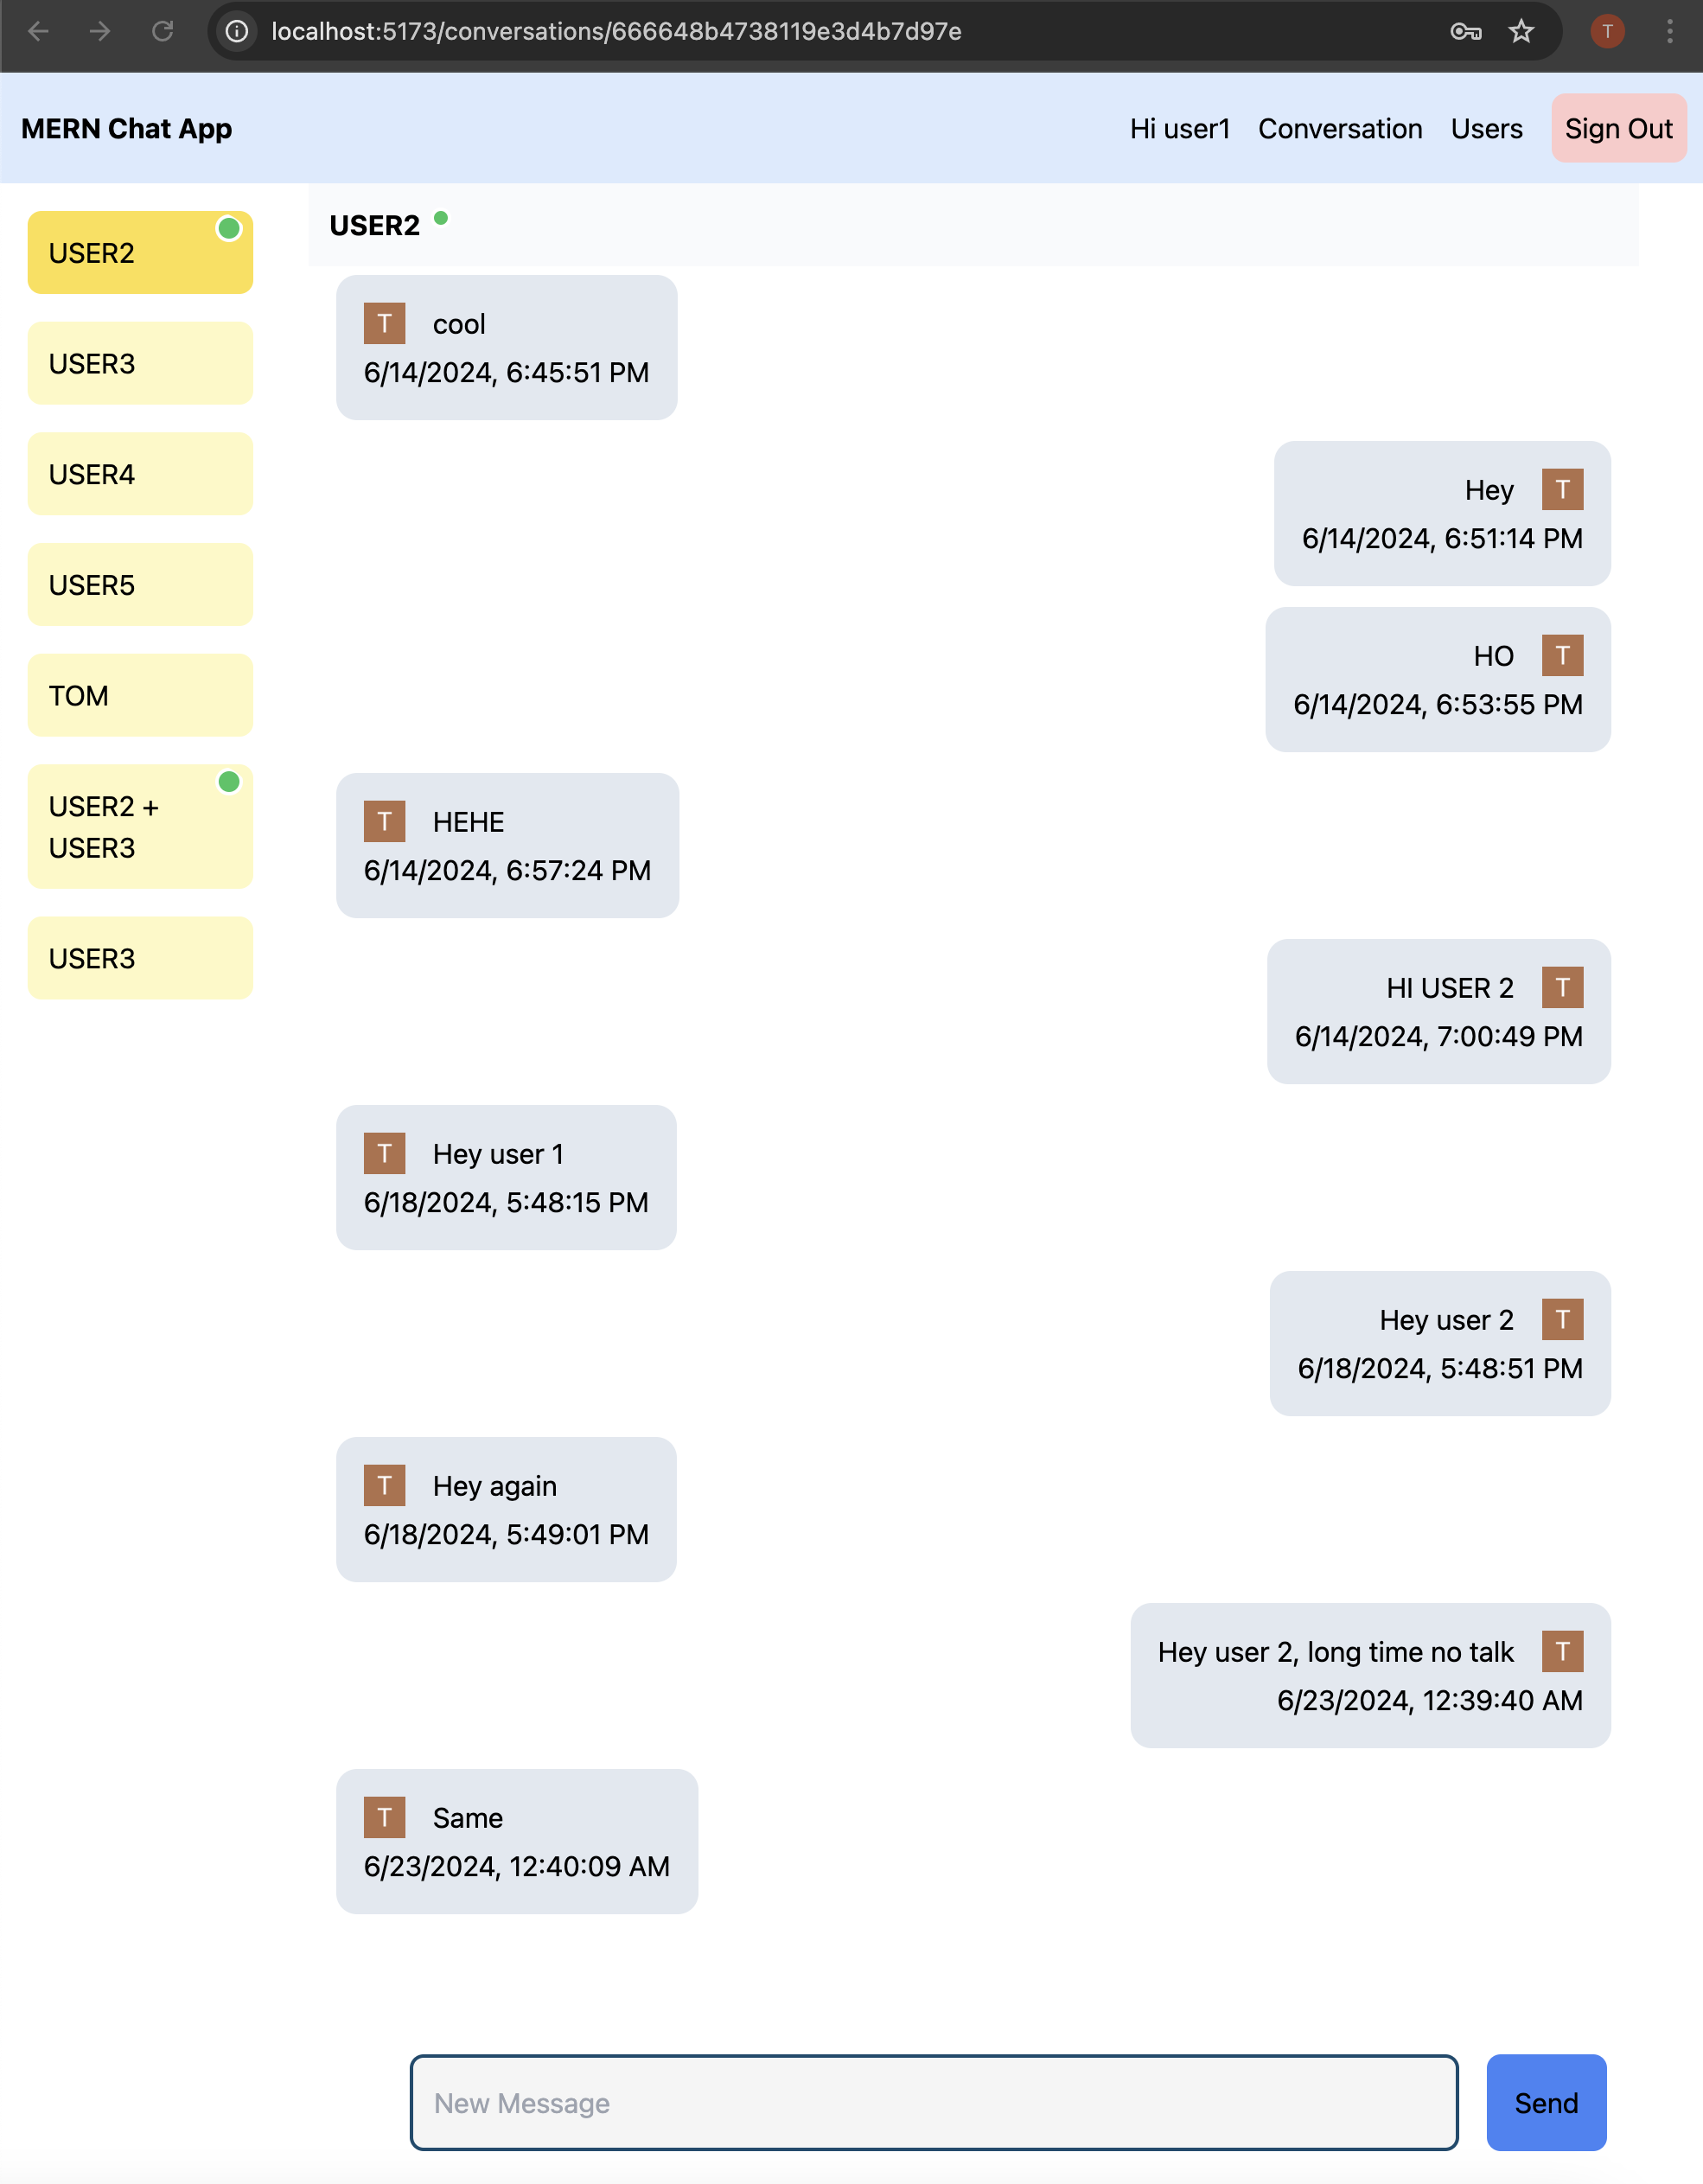 localhost:5173/conversations/666648b4738119e3d4b7d97e
T
MERN Chat App
Hi user1
Conversation
Users
Sign Out
USER2
USER3
USER4
USER5
TOM
USER2 +
USER3
USER3
USER2
T cool
6/14/2024, 6:45:51 PM
Hey T
6/14/2024, 6:51:14 PM
HO T
6/14/2024, 6:53:55 PM
T HEHE
6/14/2024, 6:57:24 PM
HI USER 2 T
6/14/2024, 7:00:49 PM
T Hey user 1
6/18/2024, 5:48:15 PM
Hey user 2 T
6/18/2024, 5:48:51 PM
T Hey again
6/18/2024, 5:49:01 PM
Hey user 2, long time no talk T
6/23/2024, 12:39:40 AM
T Same
6/23/2024, 12:40:09 AM
New Message
Send